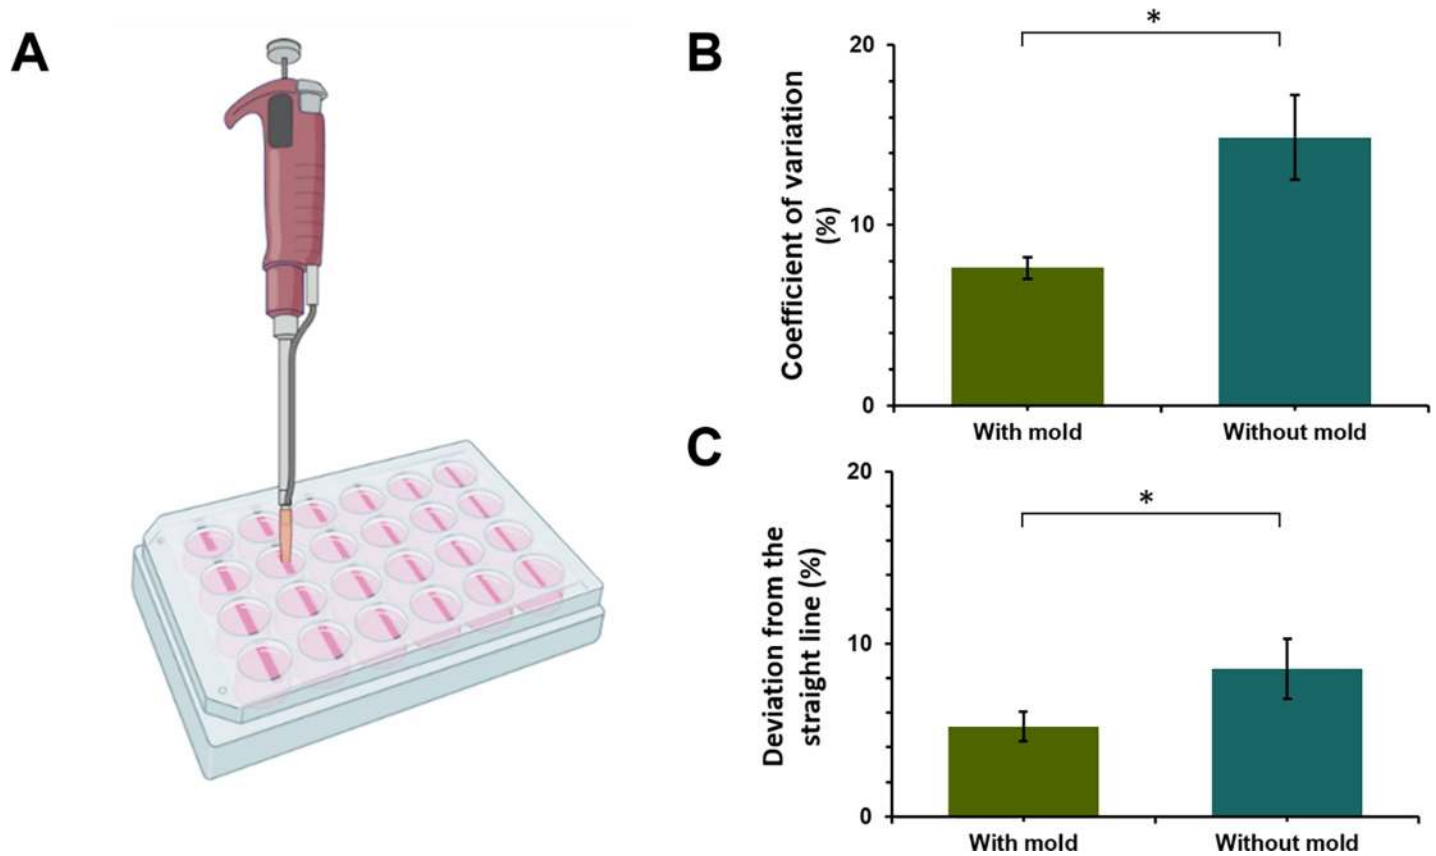 A
B
*
20
10
0
Coefficient of variation
(%)
With mold
Without mold
C
*
20
10
0
Deviation from the
straight line (%)
With mold
Without mold